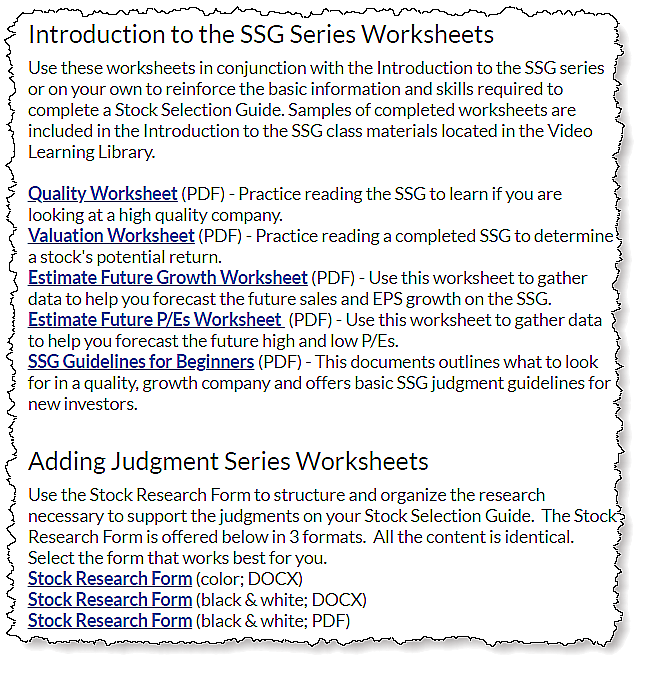 Introduction to the SSG Series Worksheets
Use these worksheets in conjunction with the Introduction to the SSG series
or on your own to reinforce the basic information and skills required to
complete a Stock Selection Guide. Samples of completed worksheets are
included in the Introduction to the SSG class materials located in the Video
Learning Library.
Quality Worksheet (PDF) - Practice reading the SSG to learn if you are
looking at a high quality company.
Valuation Worksheet (PDF) - Practice reading a completed SSG to determine
a stock's potential return.
Estimate Future Growth Worksheet (PDF) - Use this worksheet to gather
data to help you forecast the future sales and EPS growth on the SSG.
Estimate Future P/Es Worksheet (PDF) - Use this worksheet to gather data
to help you forecast the future high and low P/Es.
SSG Guidelines for Beginners (PDF) - This documents outlines what to look
for in a quality, growth company and offers basic SSG judgment guidelines for
new investors.
Adding Judgment Series Worksheets
Use the Stock Research Form to structure and organize the research
necessary to support the judgments on your Stock Selection Guide. The Stock
Research Form is offered below in 3 formats. All the content is identical.
Select the form that works best for you.
Stock Research Form (color; DOCX)
Stock Research Form (black & white; DOCX)
Stock Research Form (black & white; PDF)